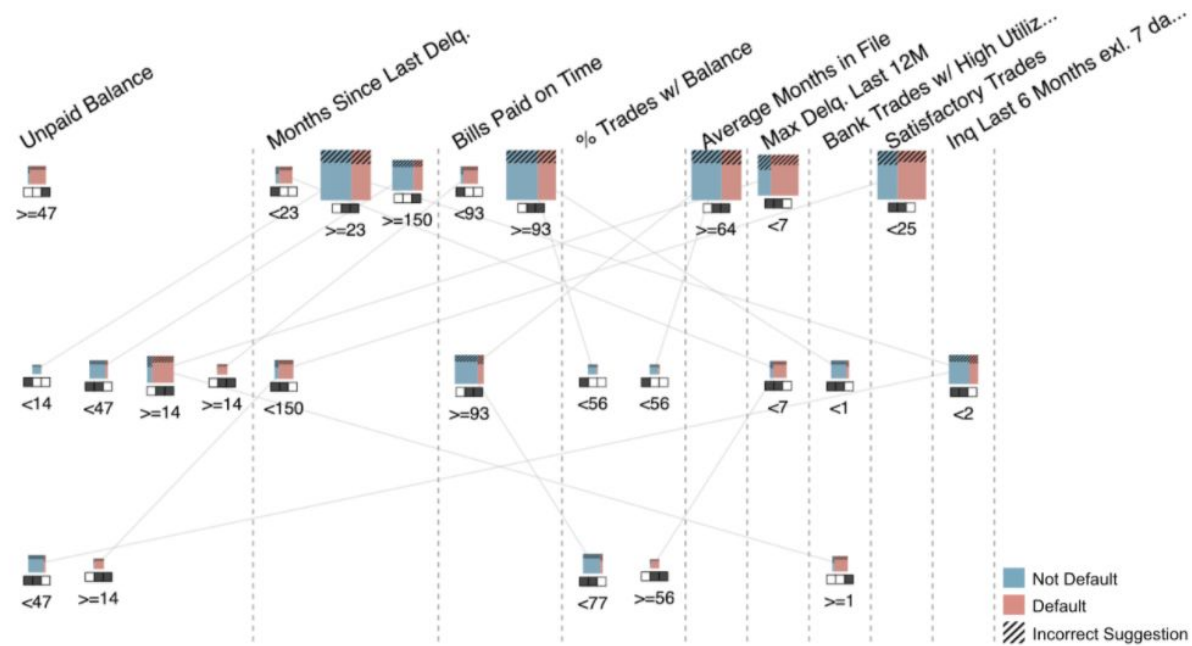 Unpaid Balance
Months Since Last Delq.
Bills Paid on Time
% Trades w/ Balance
Average Months in File
Max Delq. Last 12M
Bank Trades w/ High Utiliz...
Satisfactory Trades
Inq Last 6 Months exl. 7 da...
>=47
<23
>=23
>=150
<93
>=93
>=64
<7
<25
<14
<47
>=14
>=14
<150
>=93
<56
<56
<7
<1
<2
<47
>=14
<77
>=56
>=1
Not Default
Default
Incorrect Suggestion